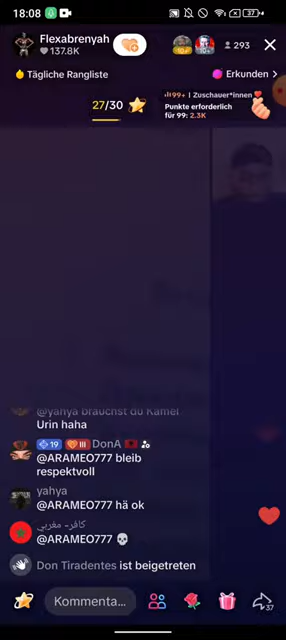 18:08
37
Flexabrenyah
137.8K
293
Tägliche Rangliste
Erkunden >
27/30
99+ | Zuschauer*innen
Punkte erforderlich
für 99: 2.3K
@yahya brauchst du Kamel
Urin haha
19 III DonA
@ARAMEO777 bleib
respektvoll
yahya
@ARAMEO777 hä ok
كافر- مغربي
@ARAMEO777 💀
Don Tiradentes ist beigetreten
Kommenta...
37